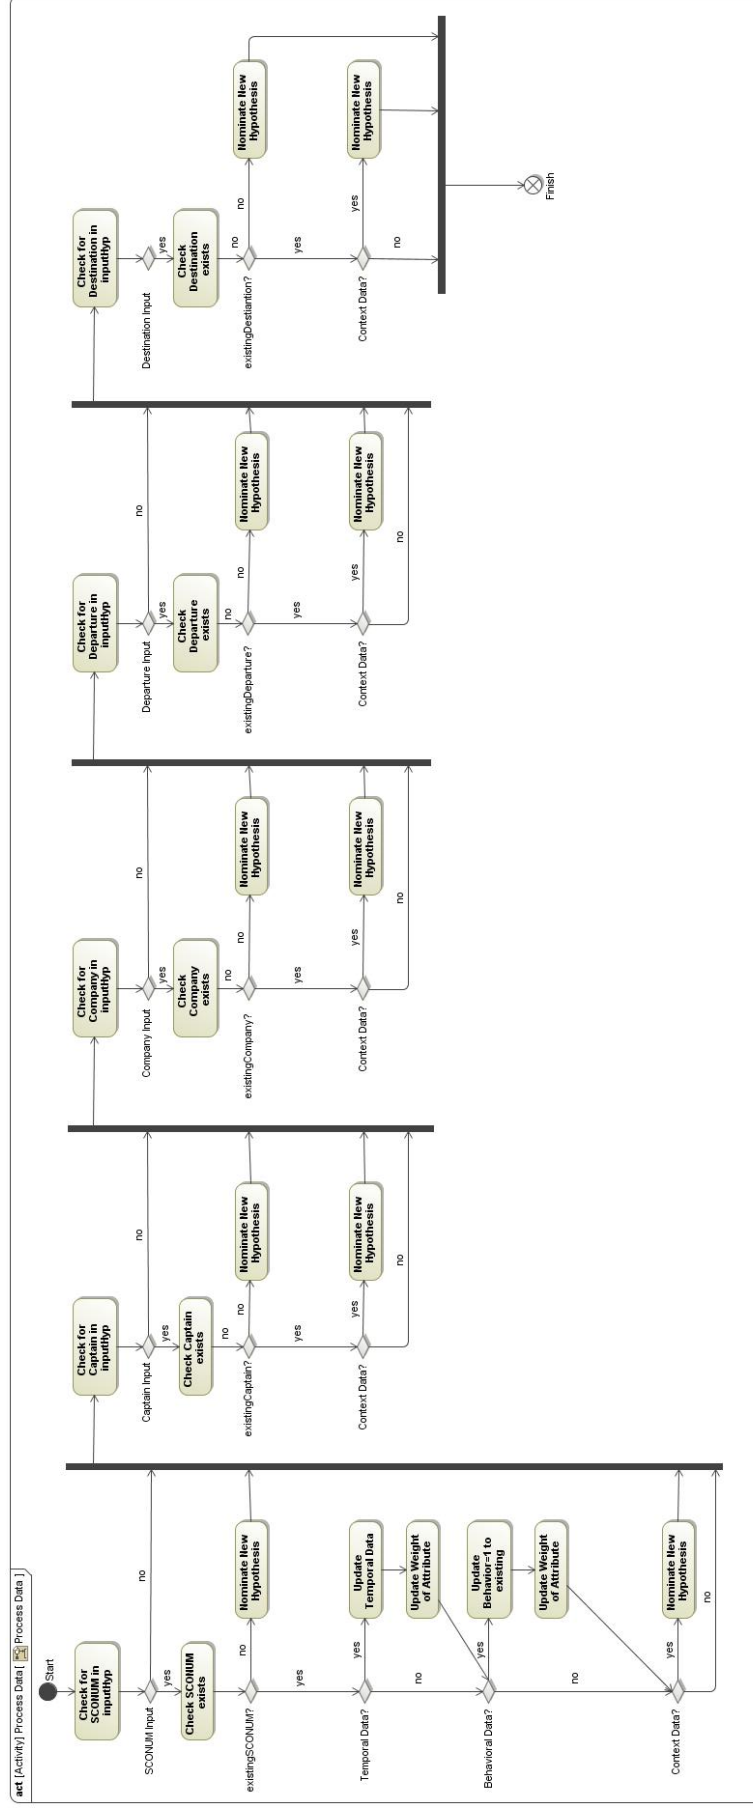 act [Activity] Process Data [ Process Data ]
Start
Check for
SCONUM in
inputHyp
SCONUM Input
no
yes
Check SCONUM
exists
existingSCONUM?
no
Nominate New
Hypothesis
yes
Temporal Data?
yes
Update
Temporal Data
Update Weight
of Attribute
no
Behavioral Data?
yes
Update
Behavior=1 to
existing
Update Weight
of Attribute
no
Context Data?
yes
Nominate New
Hypothesis
no
Check for
Captain in
inputHyp
Captain Input
no
yes
Check Captain
exists
no
existingCaptain?
no
Nominate New
Hypothesis
yes
Context Data?
yes
Nominate New
Hypothesis
no
Check for
Company in
inputHyp
Company Input
no
yes
Check
Company
exists
no
existingCompany?
no
Nominate New
Hypothesis
yes
Context Data?
yes
Nominate New
Hypothesis
no
Check for
Departure in
inputHyp
Departure Input
no
yes
Check
Departure
exists
no
existingDeparture?
no
Nominate New
Hypothesis
yes
Context Data?
yes
Nominate New
Hypothesis
no
Check for
Destination in
inputHyp
Destination Input
yes
Check
Destination
exists
no
existingDestiantion?
no
Nominate New
Hypothesis
yes
Context Data?
yes
Nominate New
Hypothesis
no
Finish